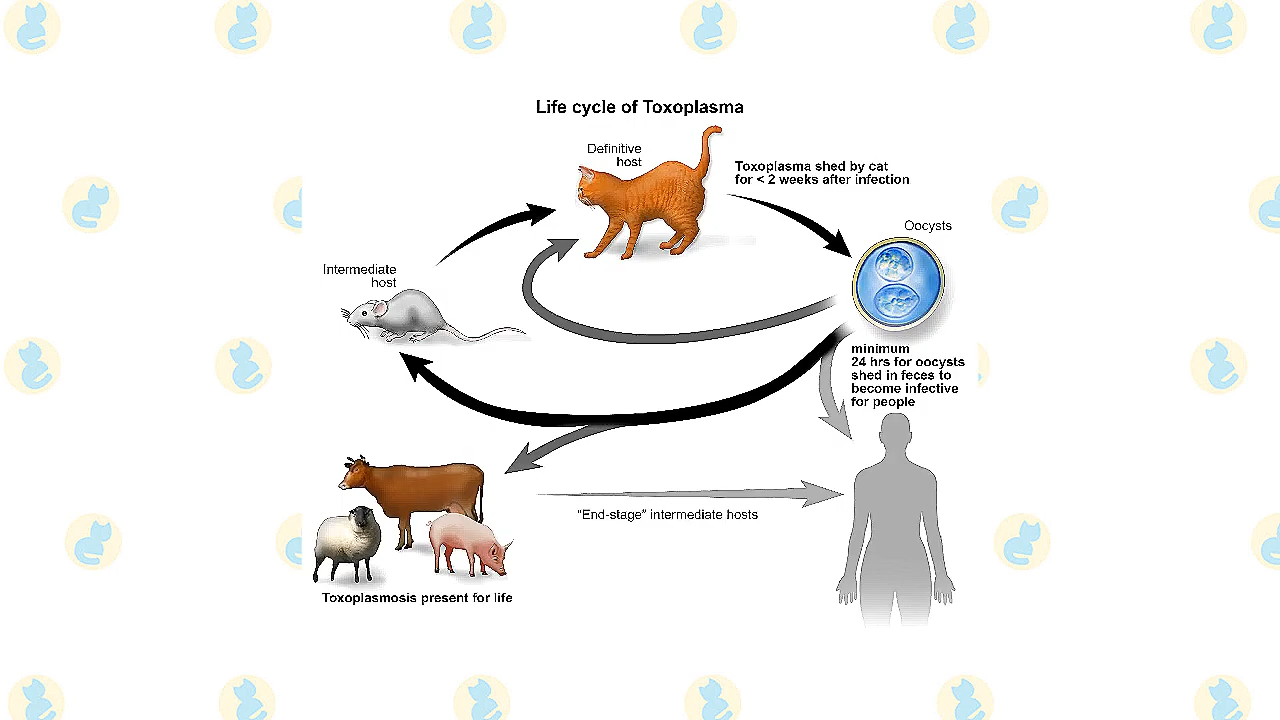 Life cycle of Toxoplasma
Definitive
host
Toxoplasma shed by cat
for < 2 weeks after infection
Oocysts
Intermediate
host
minimum
24 hrs for oocysts
shed in feces to
become infective
for people
"End-stage" intermediate hosts
Toxoplasmosis present for life